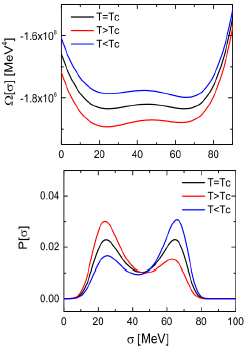 -1.6x10⁸
-1.8x10⁸
Ω[σ] [MeV⁴]
T=Tc
T>Tc
T<Tc
0 20 40 60 80
0.04
0.02
0.00
P[σ]
T=Tc
T>Tc
T<Tc
0 20 40 60 80 100
σ [MeV]